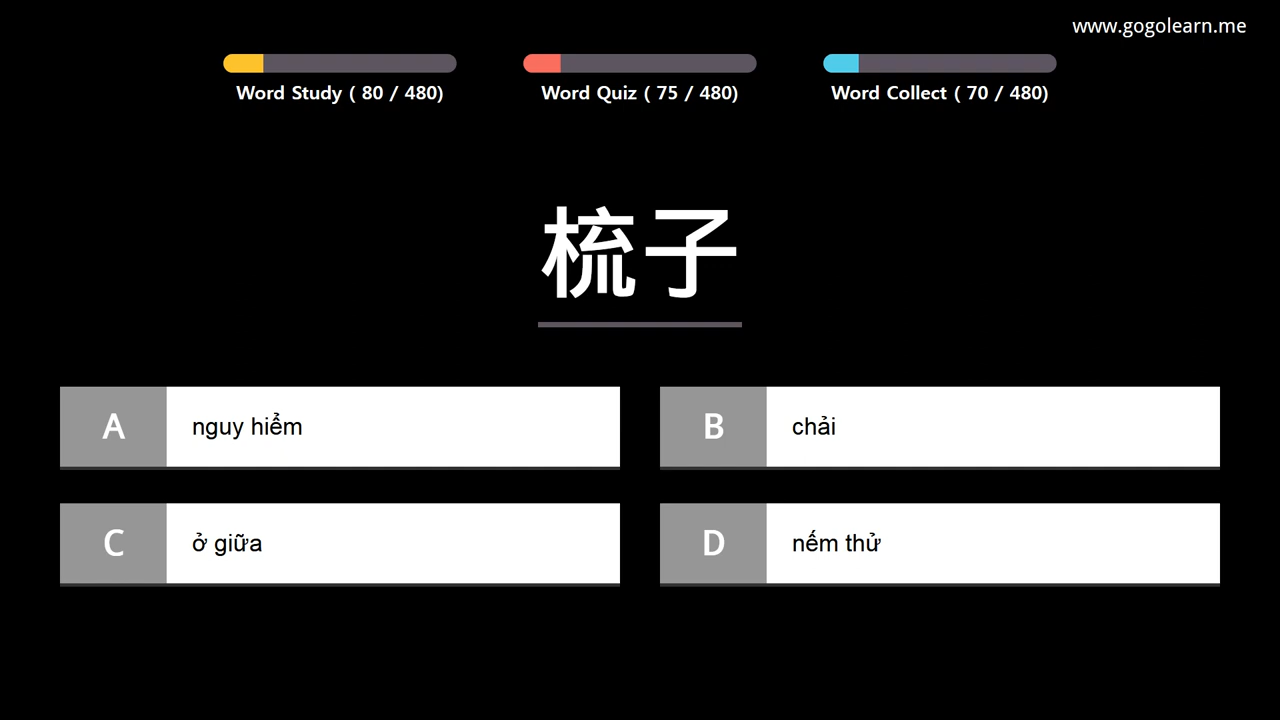 www.gogolearn.me
Word Study ( 80 / 480)
Word Quiz ( 75 / 480)
Word Collect ( 70 / 480)
梳子
A
nguy hiểm
B
chải
C
ở giữa
D
nếm thử